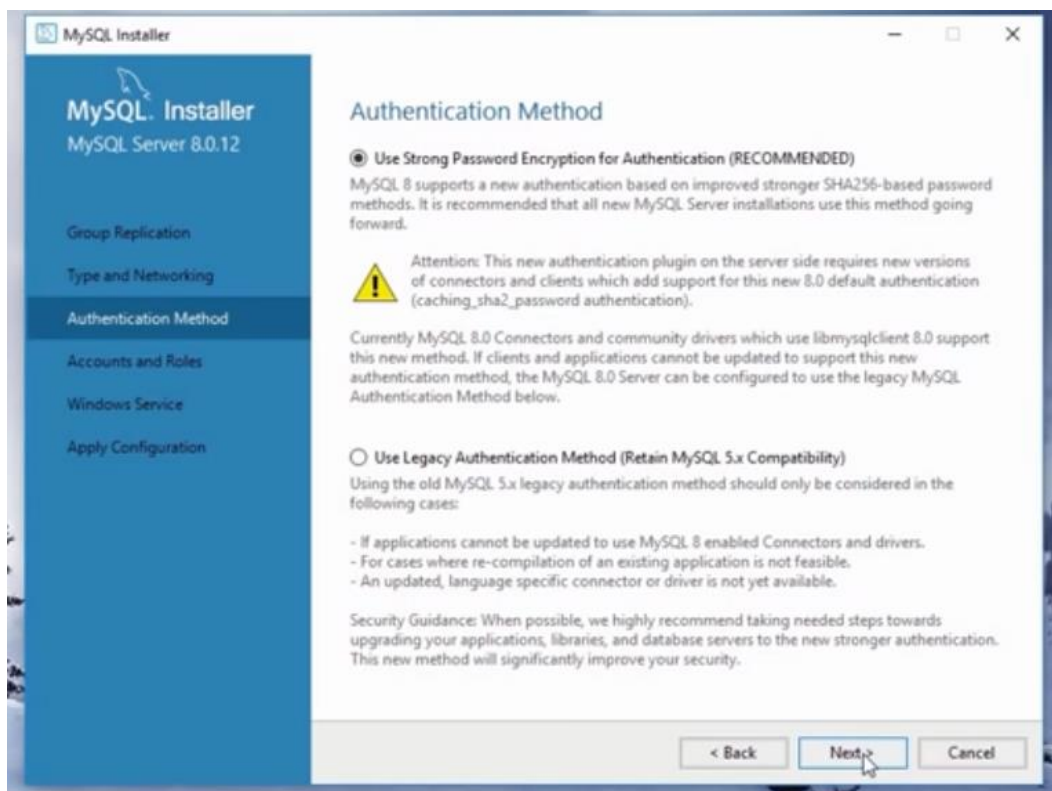 MySQL Installer
MySQL. Installer
MySQL Server 8.0.12
Group Replication
Type and Networking
Authentication Method
Accounts and Roles
Windows Service
Apply Configuration
Authentication Method
Use Strong Password Encryption for Authentication (RECOMMENDED)
MySQL 8 supports a new authentication based on improved stronger SHA256-based password
methods. It is recommended that all new MySQL Server installations use this method going
forward.
Attention: This new authentication plugin on the server side requires new versions
of connectors and clients which add support for this new 8.0 default authentication
(caching_sha2_password authentication).
Currently MySQL 8.0 Connectors and community drivers which use libmysqlclient 8.0 support
this new method. If clients and applications cannot be updated to support this new
authentication method, the MySQL 8.0 Server can be configured to use the legacy MySQL
Authentication Method below.
Use Legacy Authentication Method (Retain MySQL 5.x Compatibility)
Using the old MySQL 5.x legacy authentication method should only be considered in the
following cases:
- If applications cannot be updated to use MySQL 8 enabled Connectors and drivers.
- For cases where re-compilation of an existing application is not feasible.
- An updated, language specific connector or driver is not yet available.
Security Guidance: When possible, we highly recommend taking needed steps towards
upgrading your applications, libraries, and database servers to the new stronger authentication.
This new method will significantly improve your security.
< Back
Next >
Cancel